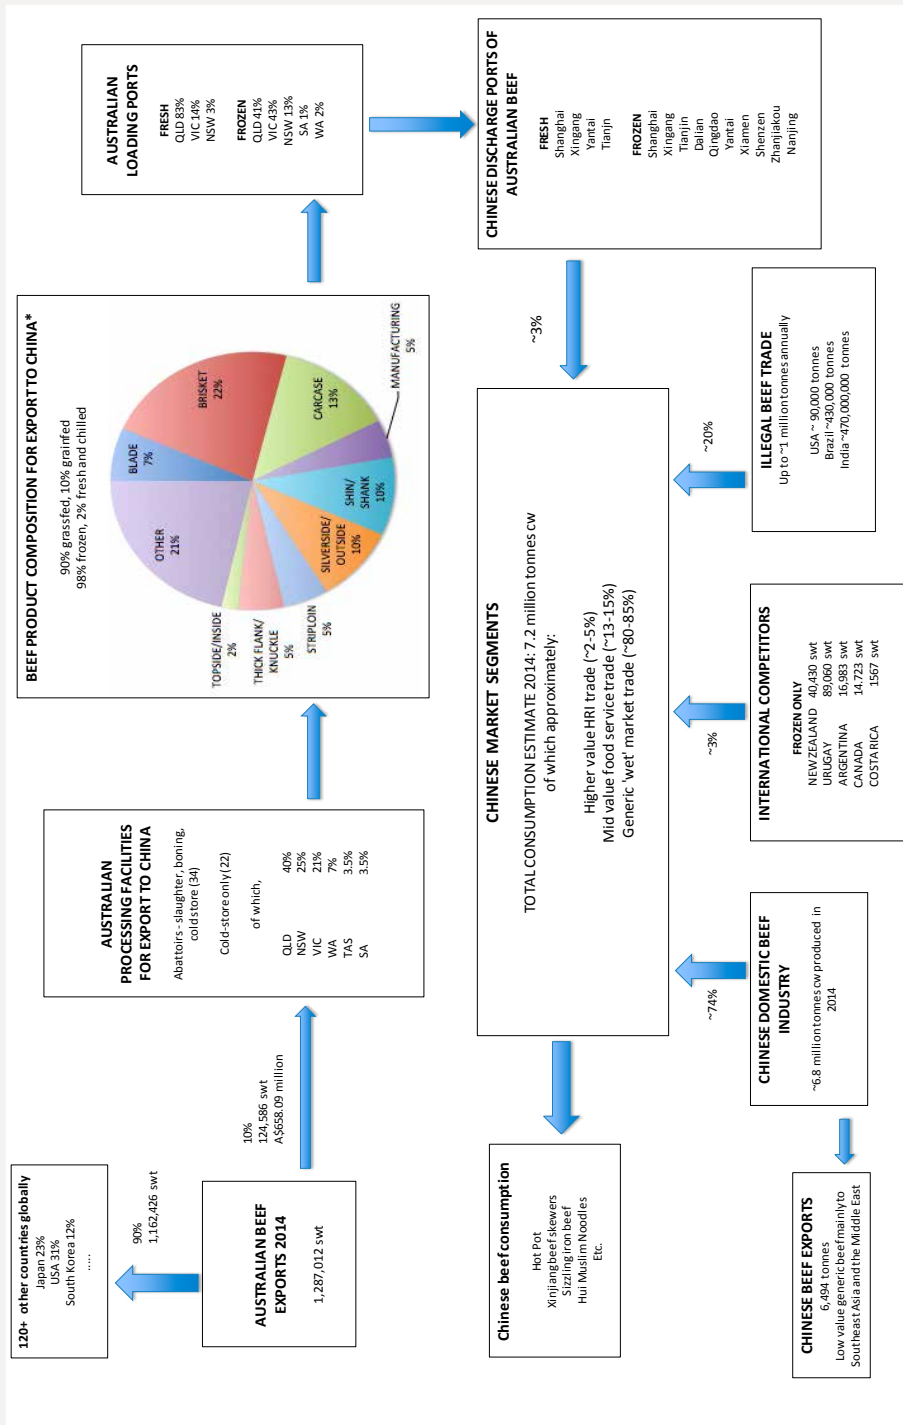 120+ other countries globally
Japan 23%
USA 31%
South Korea 12%
.....
90%
1,162,426 swt
AUSTRALIAN BEEF
EXPORTS 2014
1,287,012 swt
10%
124,586 swt
A$658.09 million
AUSTRALIAN
PROCESSING FACILITIES
FOR EXPORT TO CHINA
Abattoirs - slaughter, boning,
cold store (34)
Cold-store only (22)
of which,
QLD 40%
NSW 25%
VIC 21%
WA 7%
TAS 3.5%
SA 3.5%
BEEF PRODUCT COMPOSITION FOR EXPORT TO CHINA*
90% grassfed, 10% grainfed
98% frozen, 2% fresh and chilled
BLADE
7%
BRISKET
22%
CARCASE
13%
MANUFACTURING
5%
SHIN/
SHANK
10%
SILVERSIDE/
OUTSIDE
10%
STRIPLOIN
5%
THICK FLANK/
KNUCKLE
5%
TOPSIDE/INSIDE
2%
OTHER
21%
AUSTRALIAN
LOADING PORTS
FRESH
QLD 83%
VIC 14%
NSW 3%
FROZEN
QLD 41%
VIC 43%
NSW 13%
SA 1%
WA 2%
CHINESE DISCHARGE PORTS OF
AUSTRALIAN BEEF
FRESH
Shanghai
Xingang
Yantai
Tianjn
FROZEN
Shanghai
Xingang
Tianjin
Dalian
Qingdao
Yantai
Xiamen
Shenzen
Zhanjiakou
Nanjing
~3%
CHINESE MARKET SEGMENTS
TOTAL CONSUMPTION ESTIMATE 2014: 7.2 million tonnes cw
of which approximately:
Higher value HRI trade (~2-5%)
Mid value food service trade (~13-15%)
Generic 'wet' market trade (~80-85%)
Chinese beef consumption
Hot Pot
Xinjiang beef skewers
Sizzling iron beef
Hui Muslim Noodles
Etc.
~74%
~3%
~20%
CHINESE DOMESTIC BEEF
INDUSTRY
~6.8 million tonnes cw produced in
2014
INTERNATIONAL COMPETITORS
FROZEN ONLY
NEW ZEALAND 40,430 swt
URUGAY 89,060 swt
ARGENTINA 16,983 swt
CANADA 14.723 swt
COSTA RICA 1567 swt
ILLEGAL BEEF TRADE
Up to ~1 million tonnes annually
USA ~ 90,000 tonnes
Brazil ~430,000 tonnes
India ~470,000,000 tonnes
CHINESE BEEF EXPORTS
6,494 tonnes
Low value generic beef mainly to
Southeast Asia and the Middle East